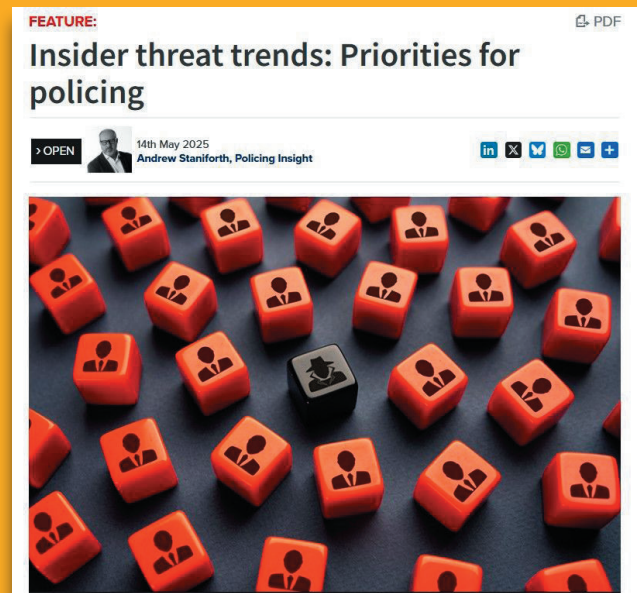 FEATURE:
PDF
Insider threat trends: Priorities for
policing
› OPEN
14th May 2025
Andrew Staniforth, Policing Insight